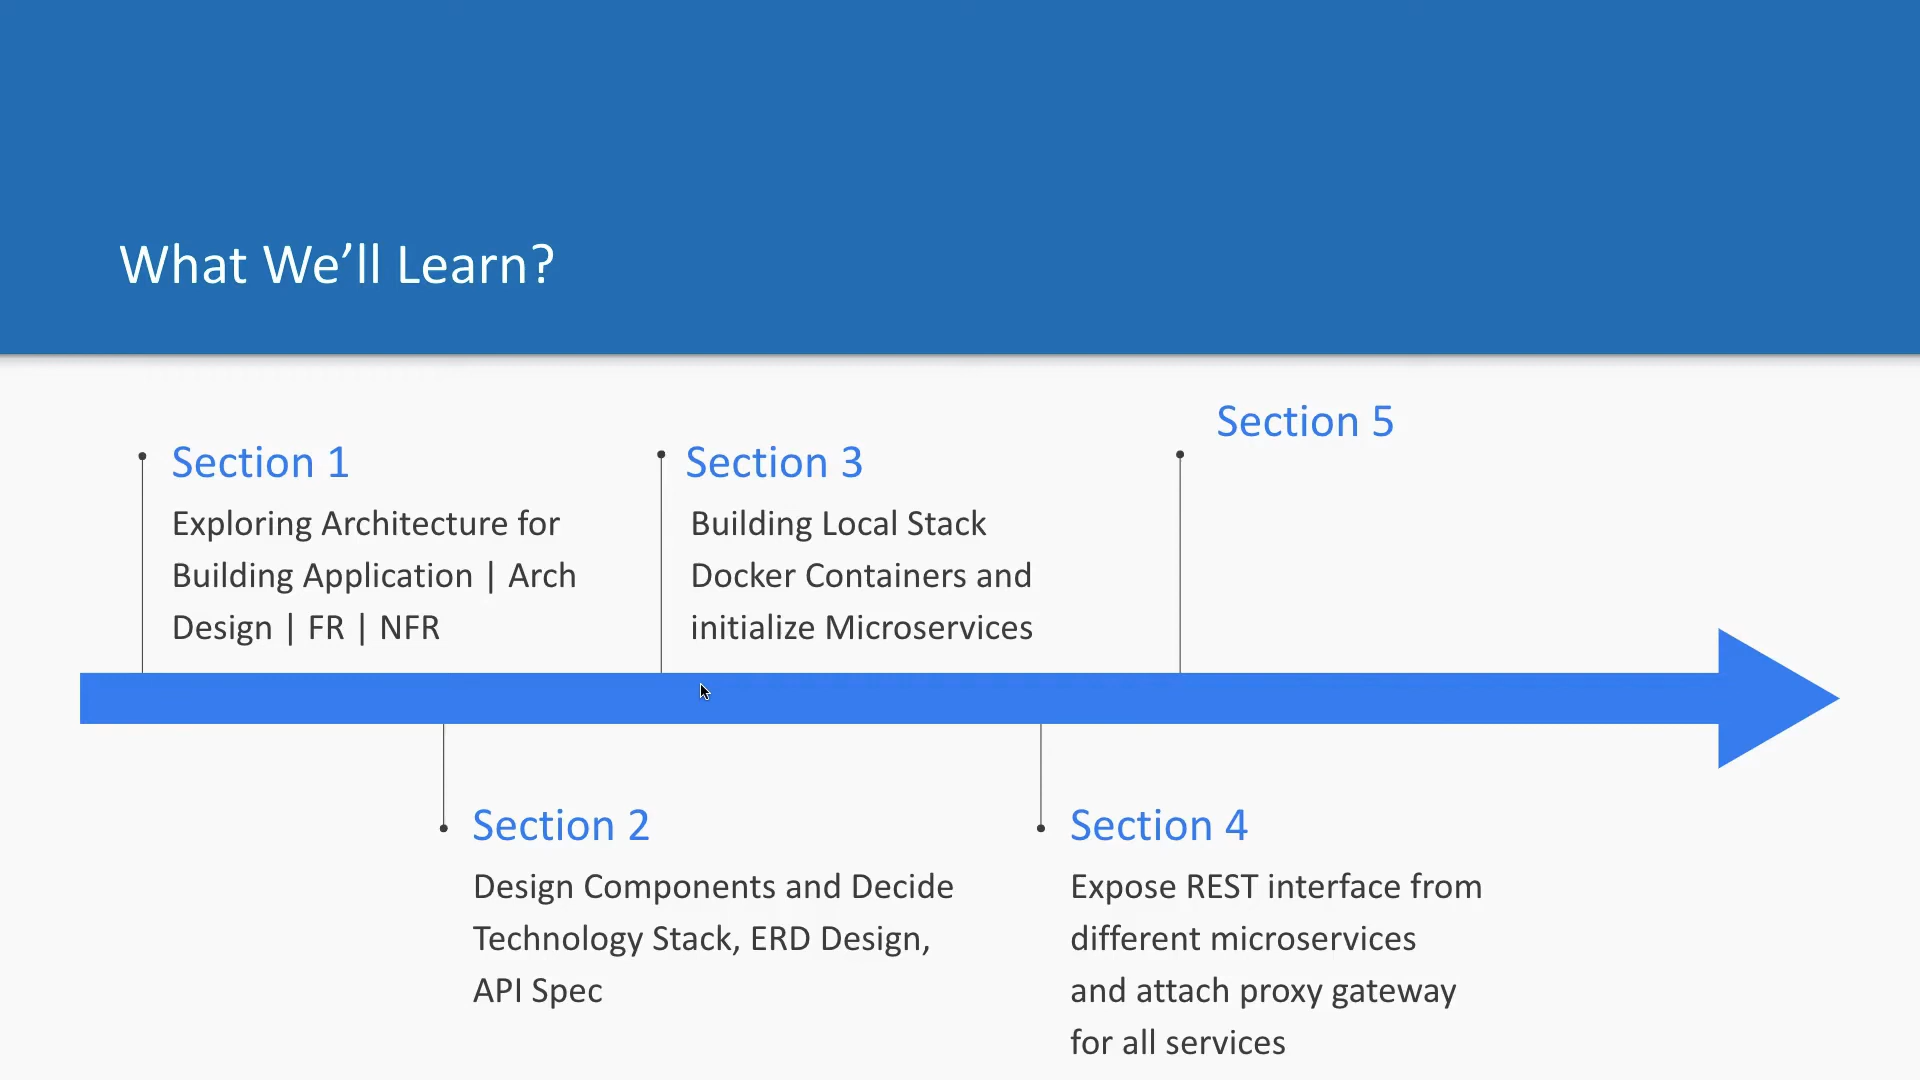 What We’ll Learn?
Section 1
Exploring Architecture for
Building Application | Arch
Design | FR | NFR
Section 2
Design Components and Decide
Technology Stack, ERD Design,
API Spec
Section 3
Building Local Stack
Docker Containers and
initialize Microservices
Section 4
Expose REST interface from
different microservices
and attach proxy gateway
for all services
Section 5